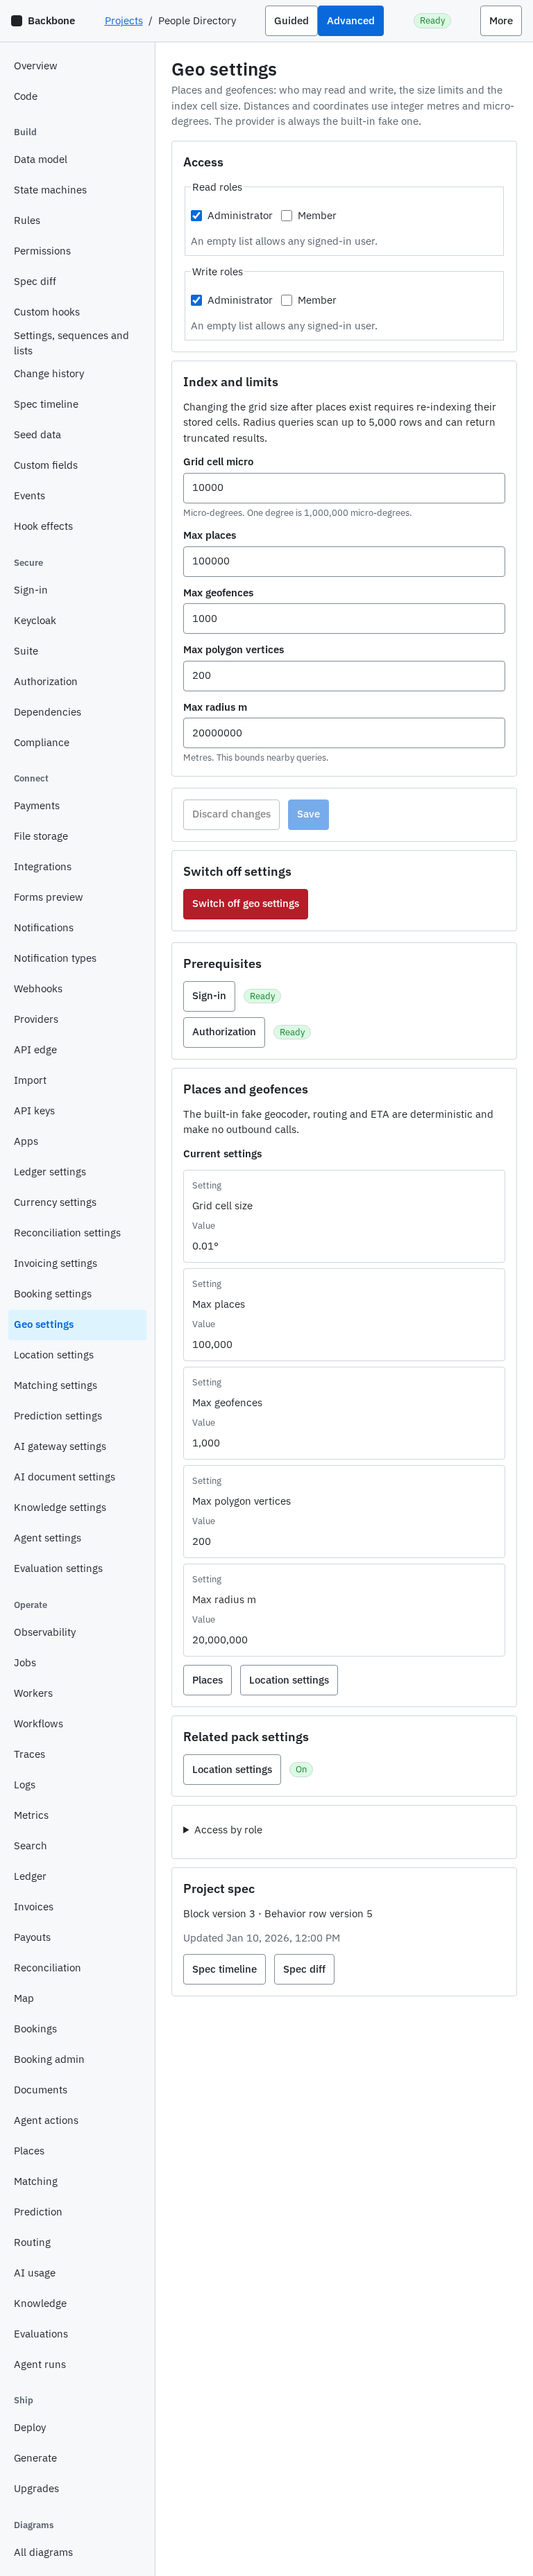 Backbone
Projects / People Directory
Guided
Advanced
Ready
More
Overview
Code
Build
Data model
State machines
Rules
Permissions
Spec diff
Custom hooks
Settings, sequences and
lists
Change history
Spec timeline
Seed data
Custom fields
Events
Hook effects
Secure
Sign-in
Keycloak
Suite
Authorization
Dependencies
Compliance
Connect
Payments
File storage
Integrations
Forms preview
Notifications
Notification types
Webhooks
Providers
API edge
Import
API keys
Apps
Ledger settings
Currency settings
Reconciliation settings
Invoicing settings
Booking settings
Geo settings
Location settings
Matching settings
Prediction settings
AI gateway settings
AI document settings
Knowledge settings
Agent settings
Evaluation settings
Operate
Observability
Jobs
Workers
Workflows
Traces
Logs
Metrics
Search
Ledger
Invoices
Payouts
Reconciliation
Map
Bookings
Booking admin
Documents
Agent actions
Places
Matching
Prediction
Routing
AI usage
Knowledge
Evaluations
Agent runs
Ship
Deploy
Generate
Upgrades
Diagrams
All diagrams
Geo settings
Places and geofences: who may read and write, the size limits and the
index cell size. Distances and coordinates use integer metres and micro-
degrees. The provider is always the built-in fake one.
Access
Read roles
Administrator
Member
An empty list allows any signed-in user.
Write roles
Administrator
Member
An empty list allows any signed-in user.
Index and limits
Changing the grid size after places exist requires re-indexing their
stored cells. Radius queries scan up to 5,000 rows and can return
truncated results.
Grid cell micro
10000
Micro-degrees. One degree is 1,000,000 micro-degrees.
Max places
100000
Max geofences
1000
Max polygon vertices
200
Max radius m
20000000
Metres. This bounds nearby queries.
Discard changes
Save
Switch off settings
Switch off geo settings
Prerequisites
Sign-in
Ready
Authorization
Ready
Places and geofences
The built-in fake geocoder, routing and ETA are deterministic and
make no outbound calls.
Current settings
Setting
Grid cell size
Value
0.01°
Setting
Max places
Value
100,000
Setting
Max geofences
Value
1,000
Setting
Max polygon vertices
Value
200
Setting
Max radius m
Value
20,000,000
Places
Location settings
Related pack settings
Location settings
On
Access by role
Project spec
Block version 3 · Behavior row version 5
Updated Jan 10, 2026, 12:00 PM
Spec timeline
Spec diff